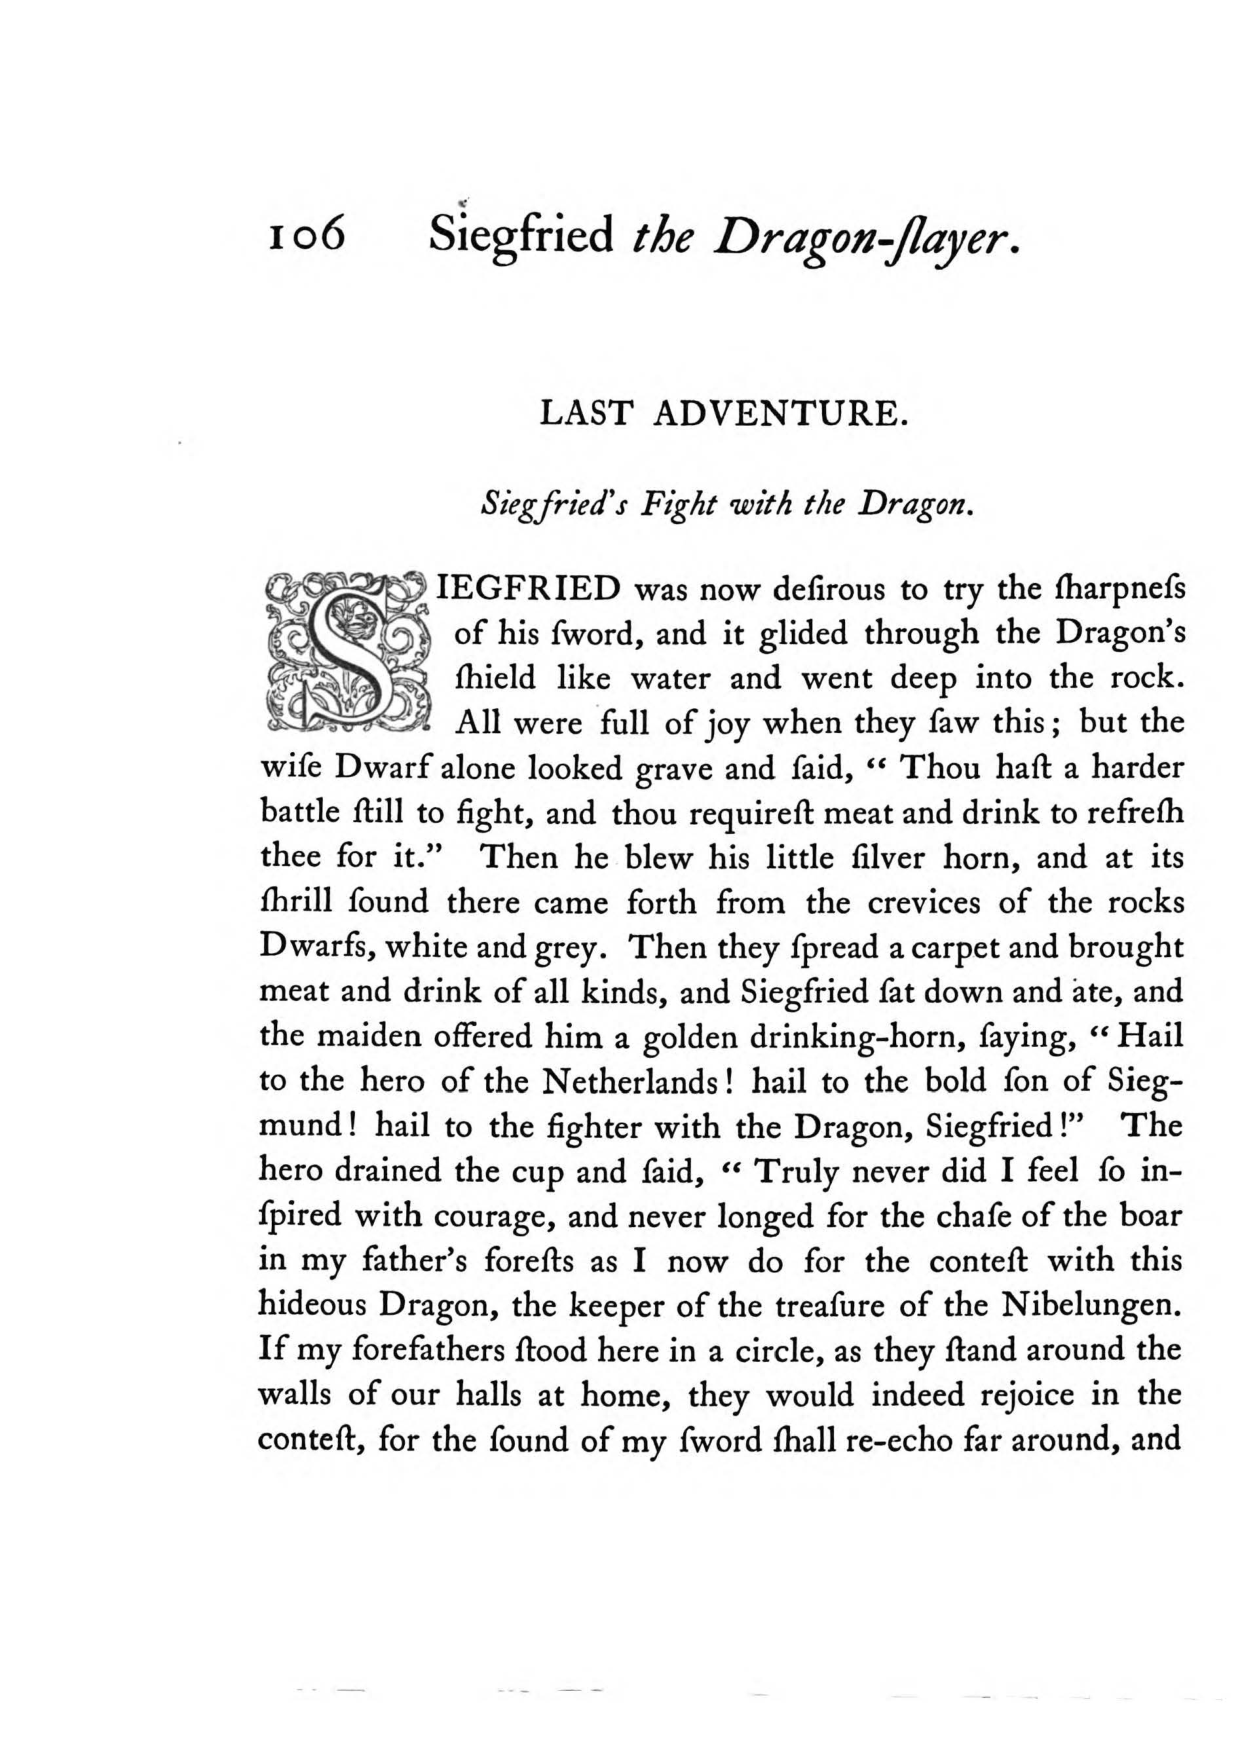 106 Siegfried the Dragon-ſlayer.
LAST ADVENTURE.
Siegfried's Fight with the Dragon.
SIEGFRIED was now deſirous to try the ſharpneſs
of his ſword, and it glided through the Dragon's
ſhield like water and went deep into the rock.
All were full of joy when they ſaw this; but the
wiſe Dwarf alone looked grave and ſaid, “ Thou haſt a harder
battle ſtill to fight, and thou requireſt meat and drink to refreſh
thee for it.” Then he blew his little ſilver horn, and at its
ſhrill ſound there came forth from the crevices of the rocks
Dwarfs, white and grey. Then they ſpread a carpet and brought
meat and drink of all kinds, and Siegfried ſat down and ate, and
the maiden offered him a golden drinking-horn, ſaying, “ Hail
to the hero of the Netherlands! hail to the bold ſon of Sieg-
mund! hail to the fighter with the Dragon, Siegfried!” The
hero drained the cup and ſaid, “ Truly never did I feel ſo in-
ſpired with courage, and never longed for the chaſe of the boar
in my father's foreſts as I now do for the conteſt with this
hideous Dragon, the keeper of the treaſure of the Nibelungen.
If my forefathers ſtood here in a circle, as they ſtand around the
walls of our halls at home, they would indeed rejoice in the
conteſt, for the ſound of my ſword ſhall re-echo far around, and